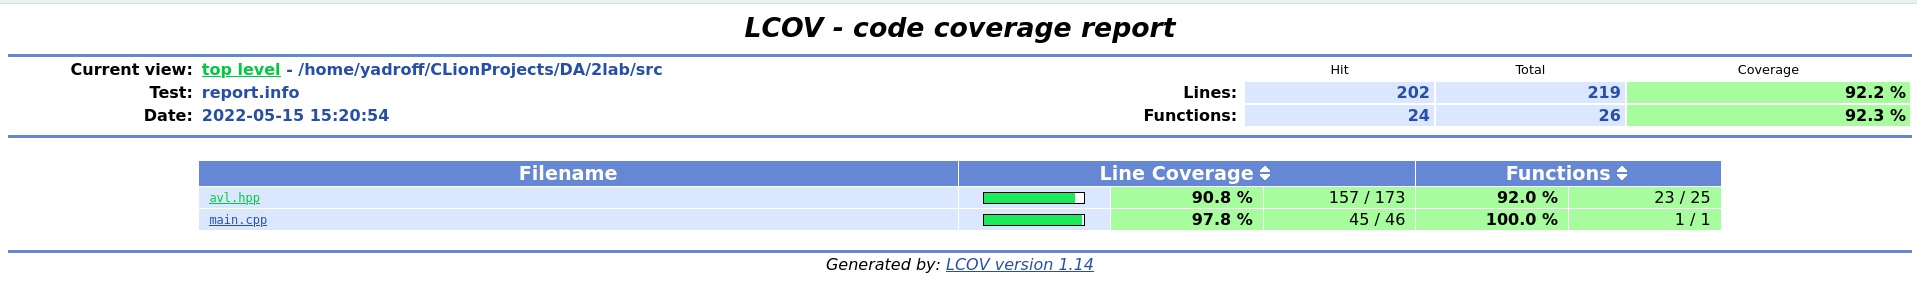 LCOV - code coverage report
Current view: top level - /home/yadroff/CLionProjects/DA/2lab/src Hit Total Coverage
Test: report.info Lines: 202 219 92.2 %
Date: 2022-05-15 15:20:54 Functions: 24 26 92.3 %
Filename Line Coverage Functions
avl.hpp 90.8 % 157 / 173 92.0 % 23 / 25
main.cpp 97.8 % 45 / 46 100.0 % 1 / 1
Generated by: LCOV version 1.14